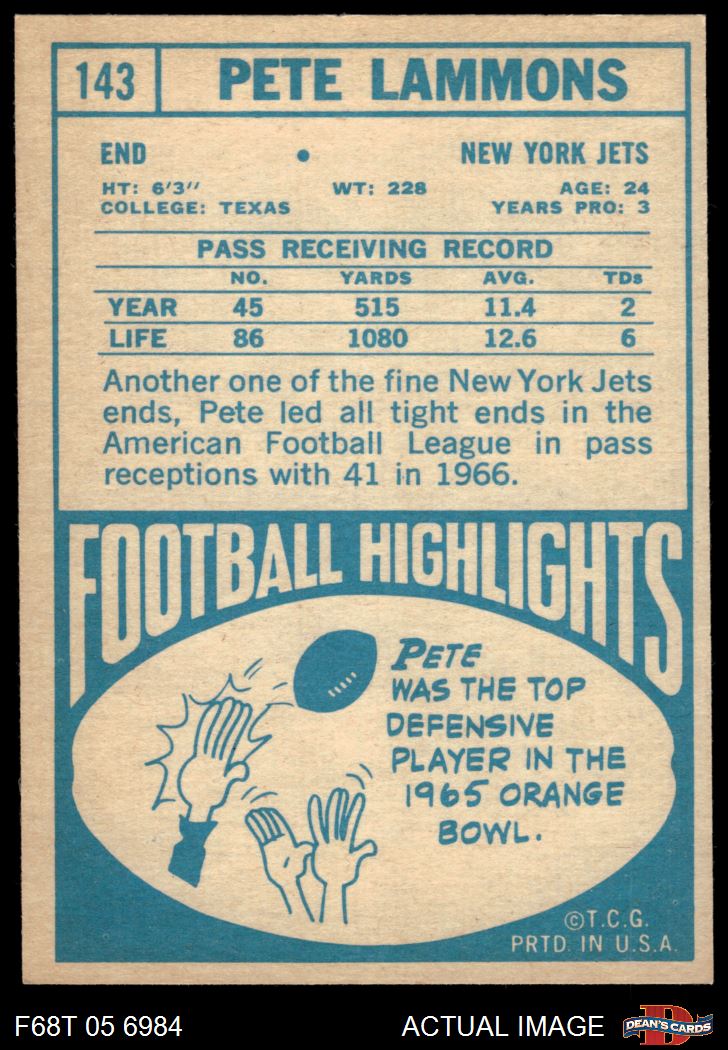 143 PETE LAMMONS
END • NEW YORK JETS
HT: 6'3" WT: 228 AGE: 24
COLLEGE: TEXAS YEARS PRO: 3
PASS RECEIVING RECORD
NO. YARDS AVG. TDs
YEAR 45 515 11.4 2
LIFE 86 1080 12.6 6
Another one of the fine New York Jets
ends, Pete led all tight ends in the
American Football League in pass
receptions with 41 in 1966.
FOOTBALL HIGHLIGHTS
PETE
WAS THE TOP
DEFENSIVE
PLAYER IN THE
1965 ORANGE
BOWL.
©T.C.G.
PRTD. IN U.S.A.
F68T 05 6984 ACTUAL IMAGE
D
DEAN'S CARDS